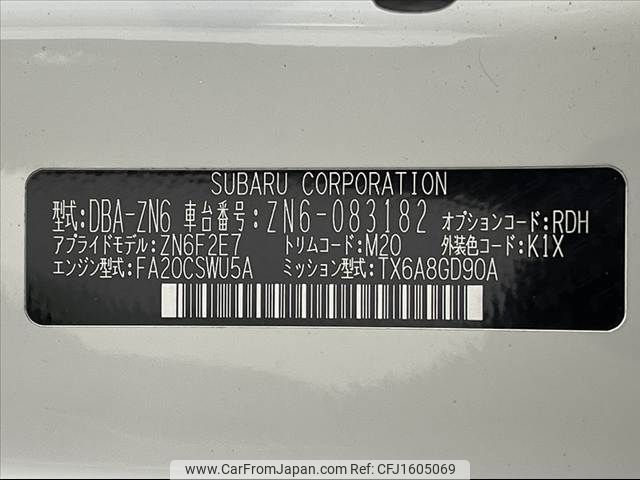 SUBARU CORPORATION
型式:DBA-ZN6 車台番号:ZN6-083182 オプションコード:RDH
アプライドモデル:ZN6F2E7 トリムコード:M20 外装色コード:K1X
エンジン型式:FA20CSWU5A ミッション型式:TX6A8GD90A
www.CarFromJapan.com - CFJ1605069